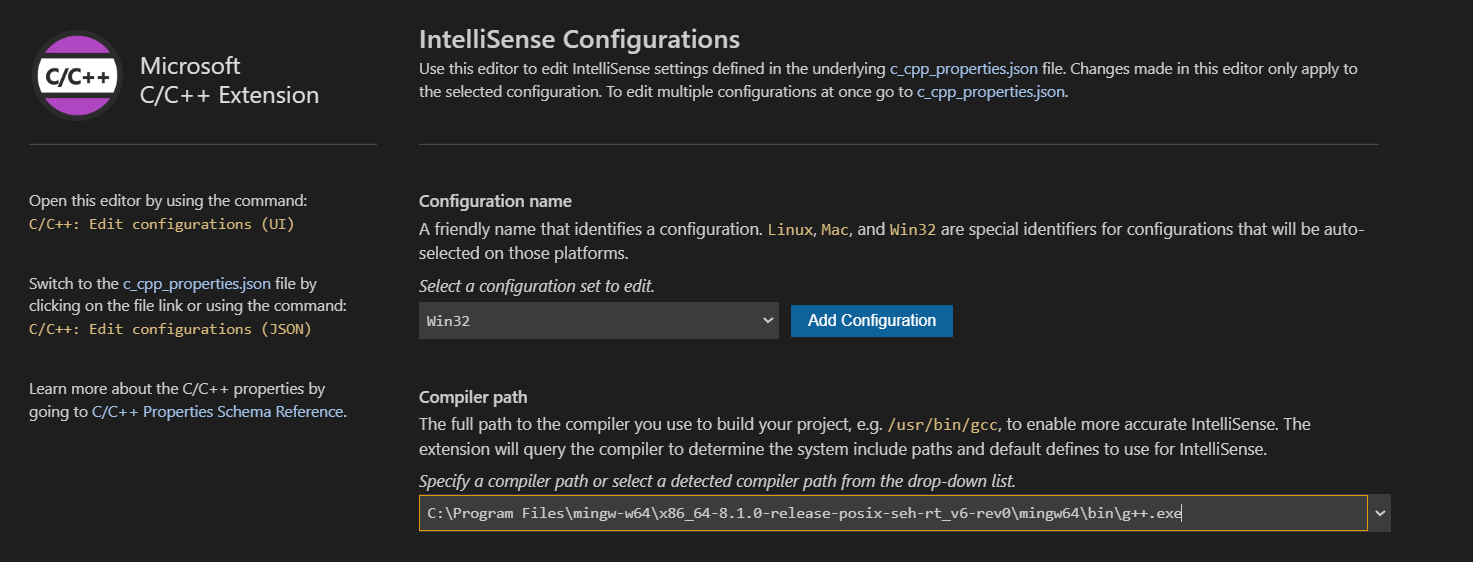 C/C++
Microsoft
C/C++ Extension
Open this editor by using the command:
C/C++: Edit configurations (UI)
Switch to the c_cpp_properties.json file by
clicking on the file link or using the command:
C/C++: Edit configurations (JSON)
Learn more about the C/C++ properties by
going to C/C++ Properties Schema Reference.
IntelliSense Configurations
Use this editor to edit IntelliSense settings defined in the underlying c_cpp_properties.json file. Changes made in this editor only apply to
the selected configuration. To edit multiple configurations at once go to c_cpp_properties.json.
Configuration name
A friendly name that identifies a configuration. Linux, Mac, and Win32 are special identifiers for configurations that will be auto-
selected on those platforms.
Select a configuration set to edit.
Win32
Add Configuration
Compiler path
The full path to the compiler you use to build your project, e.g. /usr/bin/gcc, to enable more accurate IntelliSense. The
extension will query the compiler to determine the system include paths and default defines to use for IntelliSense.
Specify a compiler path or select a detected compiler path from the drop-down list.
C:\Program Files\mingw-w64\x86_64-8.1.0-release-posix-seh-rt_v6-rev0\mingw64\bin\g++.exe